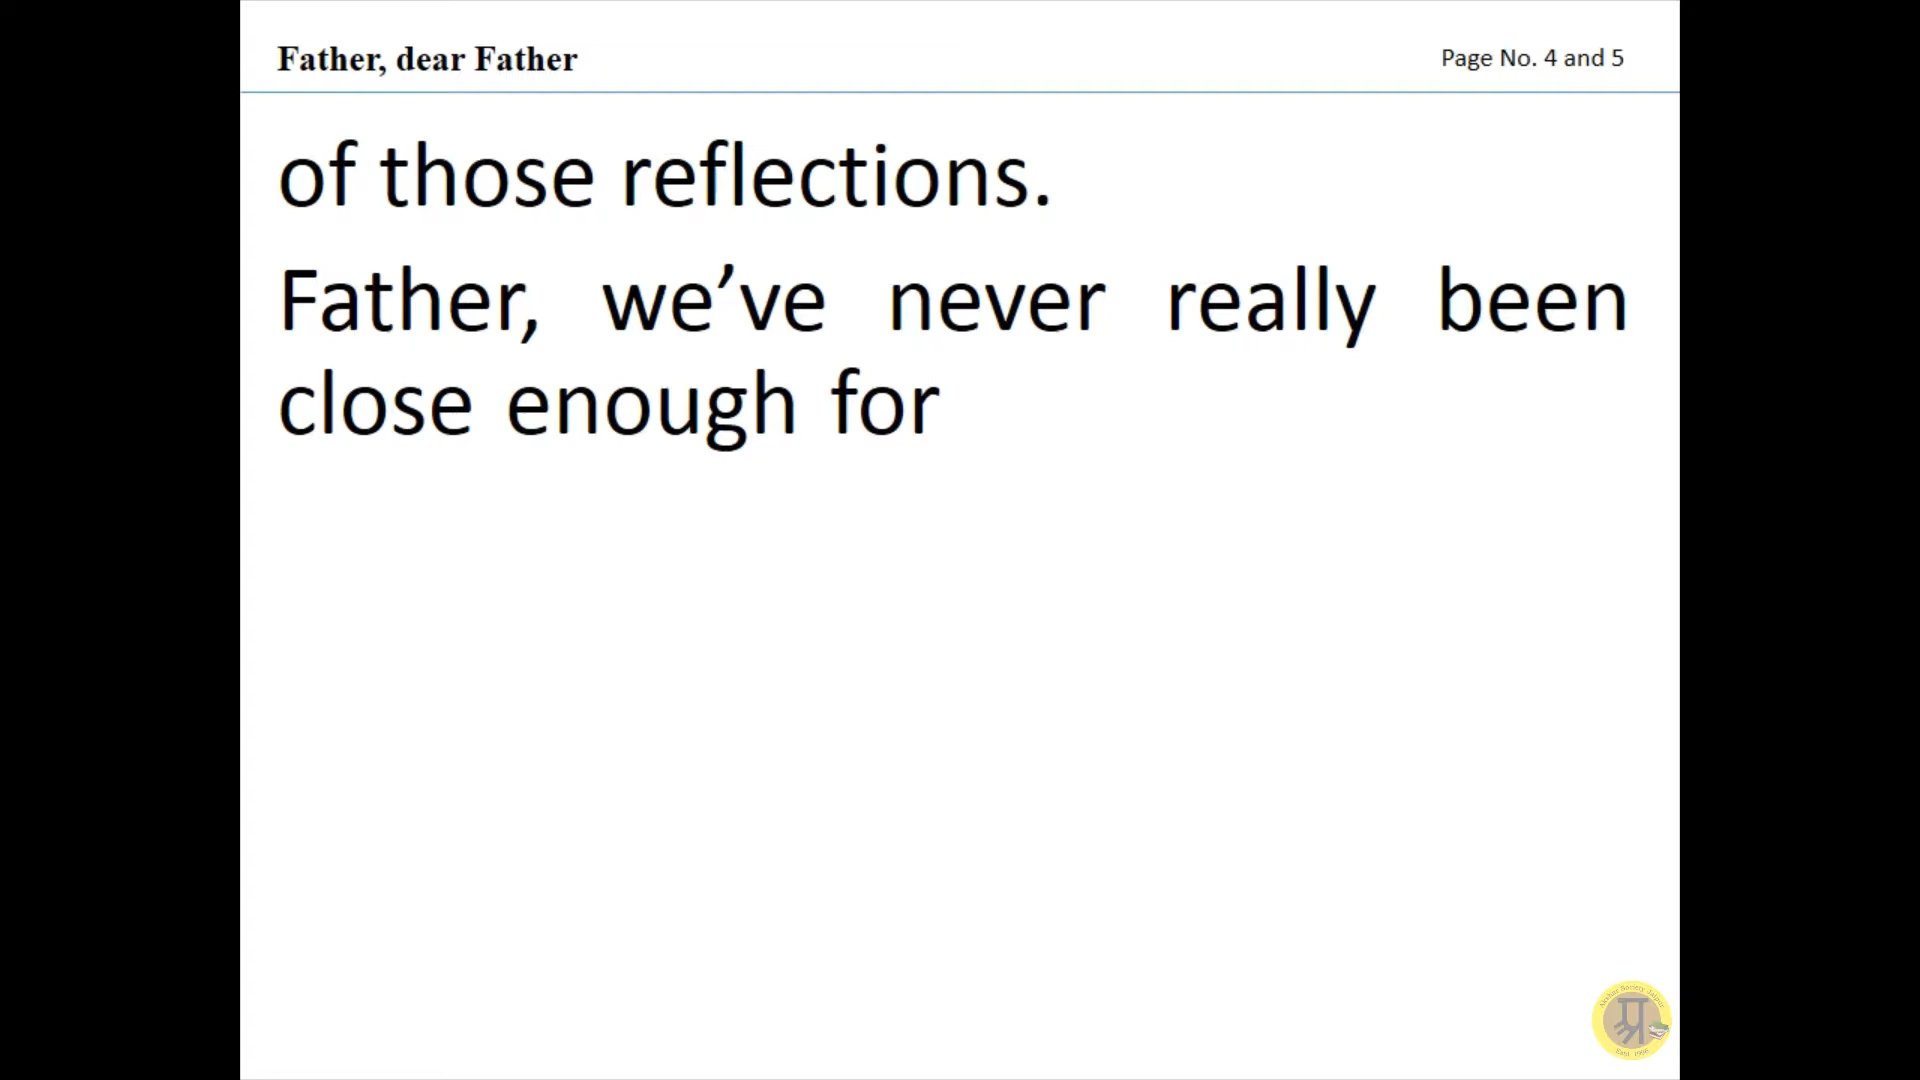 Father, dear Father
Page No. 4 and 5
of those reflections.
Father, we’ve never really been
close enough for